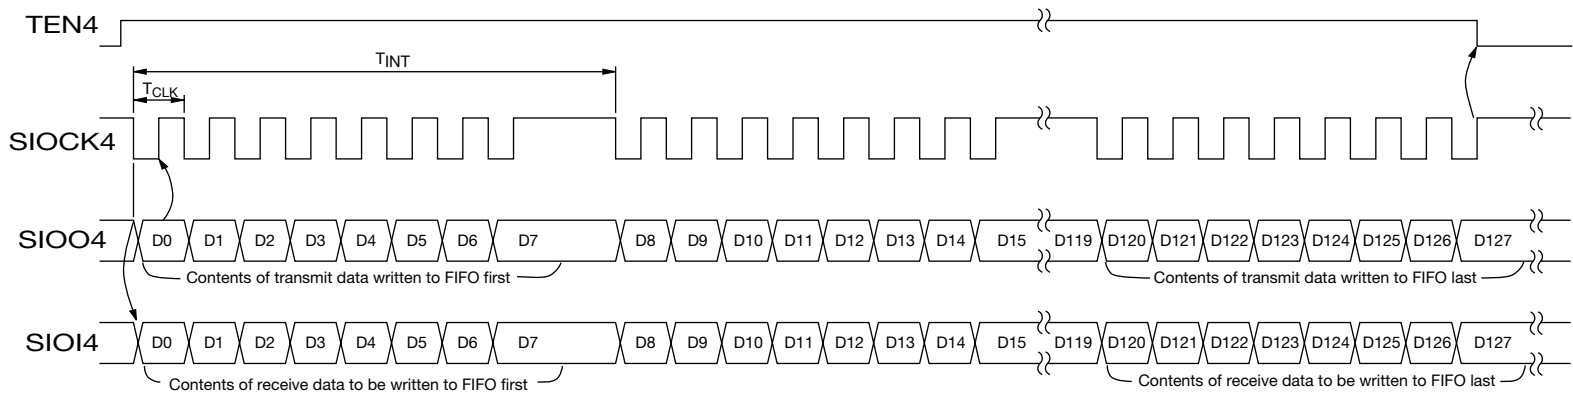 TEN4
TINT
TCLK
SIOCK4
SIOO4 D0 D1 D2 D3 D4 D5 D6 D7 D8 D9 D10 D11 D12 D13 D14 D15 D119 D120 D121 D122 D123 D124 D125 D126 D127
Contents of transmit data written to FIFO first Contents of transmit data written to FIFO last
SIOI4 D0 D1 D2 D3 D4 D5 D6 D7 D8 D9 D10 D11 D12 D13 D14 D15 D119 D120 D121 D122 D123 D124 D125 D126 D127
Contents of receive data to be written to FIFO first Contents of receive data to be written to FIFO last